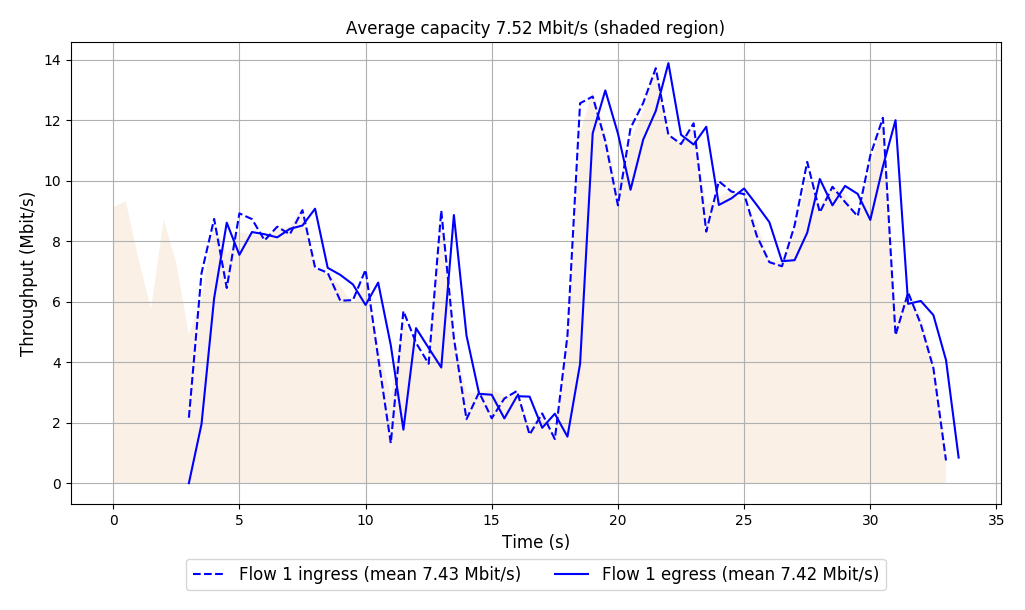 Average capacity 7.52 Mbit/s (shaded region)
Throughput (Mbit/s)
14
12
10
8
6
4
2
0
0 5 10 15 20 25 30 35
Time (s)
Flow 1 ingress (mean 7.43 Mbit/s) Flow 1 egress (mean 7.42 Mbit/s)